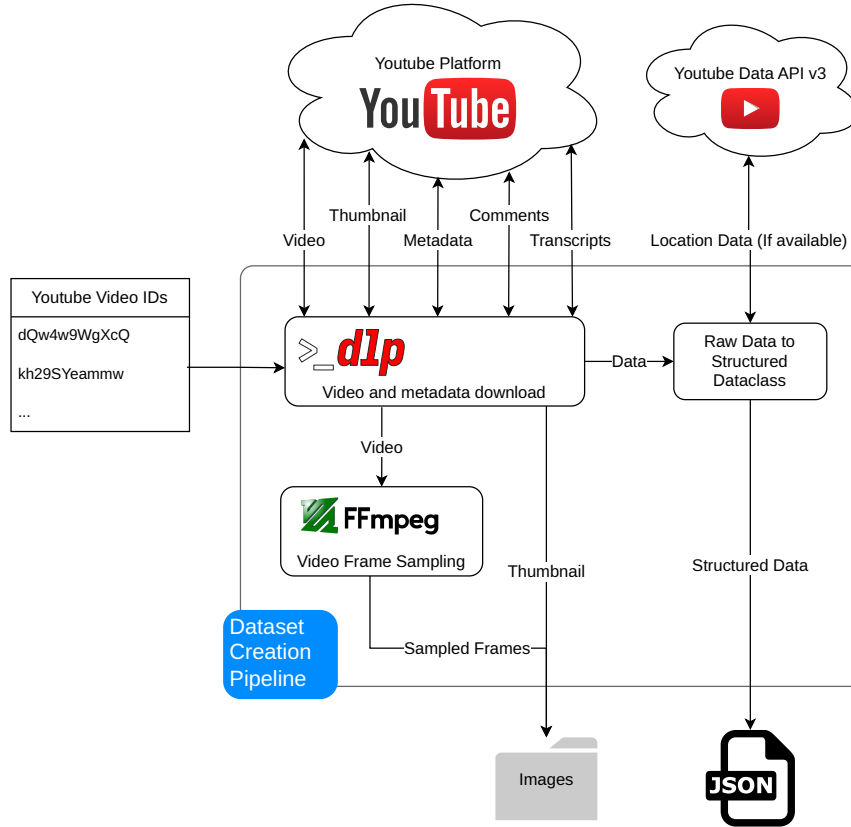 Youtube Platform
YouTube
Youtube Data API v3
Thumbnail
Comments
Video
Metadata
Transcripts
Location Data (If available)
Youtube Video IDs
dQw4w9WgXcQ
kh29SYeammw
...
>_dlp
Video and metadata download
Data
Raw Data to
Structured
Dataclass
Video
FFmpeg
Video Frame Sampling
Thumbnail
Structured Data
Dataset
Creation
Pipeline
Sampled Frames
Images
JSON